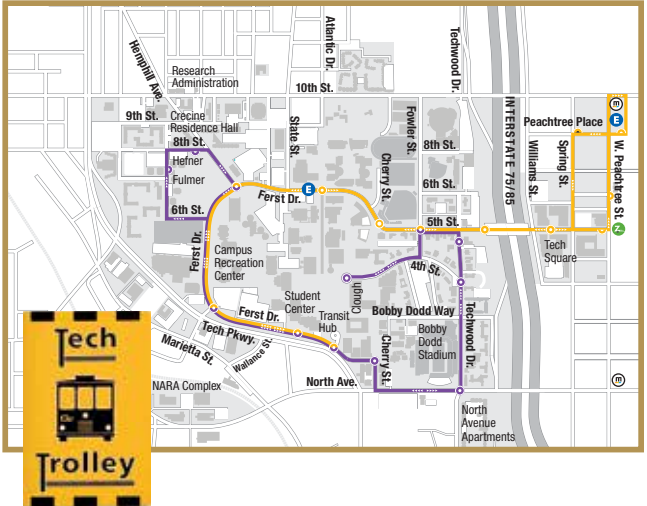 Hemphill Ave.
Atlantic Dr.
Techwood Dr.
Research
Administration
10th St.
INTERSTATE 75/85
m
E
Peachtree Place
9th St.
Crecine
Residence Hall
State St.
Fowler St.
8th St.
8th St.
Hefner
Fulmer
Cherry St.
6th St.
Williams St.
Spring St.
W. Peachtree St.
E
Ferst Dr.
6th St.
5th St.
Z
Ferst Dr.
Campus
Recreation
Center
4th St.
Tech
Square
Clough
Student
Center
Transit
Hub
Bobby Dodd Way
Ferst Dr.
Tech Pkwy.
Bobby
Dodd
Stadium
Techwood Dr.
Marietta St.
Wallance St.
Cherry St.
NARA Complex
North Ave.
m
North
Avenue
Apartments
Tech
Trolley